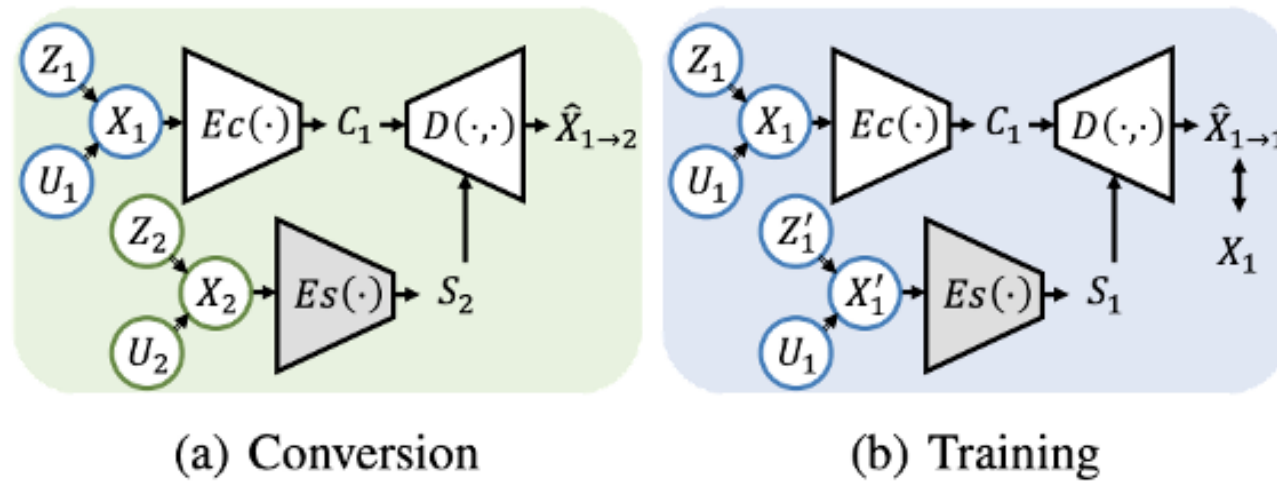 Z₁
X₁
U₁
Ec(·)
C₁
D(·,·)
X̂₁→₂
Z₂
X₂
U₂
Es(·)
S₂
(a) Conversion
Z₁
X₁
U₁
Ec(·)
C₁
D(·,·)
X̂₁→₁
X₁
Z′₁
X′₁
U₁
Es(·)
S₁
(b) Training